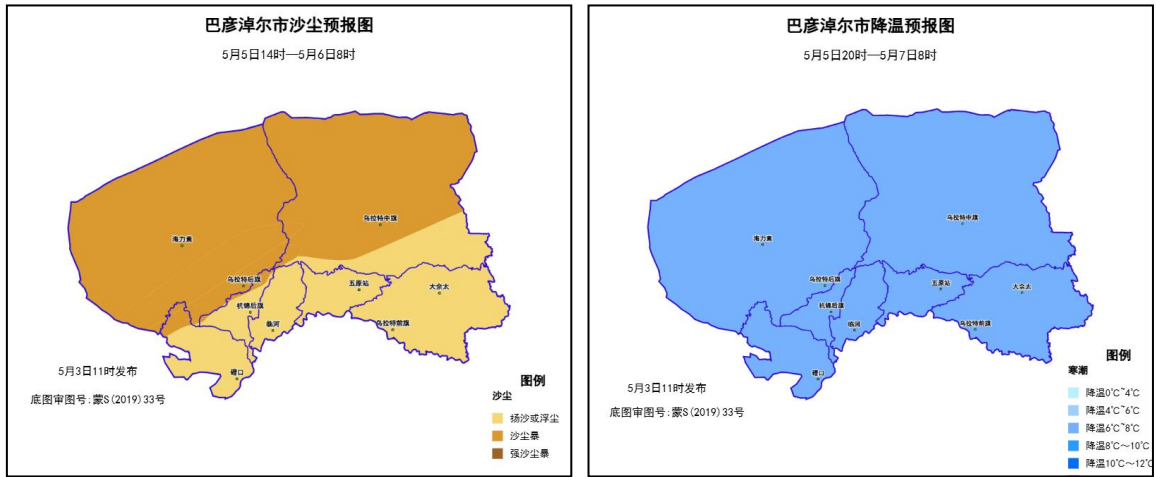 巴彦淖尔市沙尘预报图
5月5日14时—5月6日8时
乌拉特中旗
海力素
乌拉特后旗
五原站
大佘太
杭锦后旗
临河
乌拉特前旗
磴口
5月3日11时发布
底图审图号:蒙S(2019)33号
图例
沙尘
扬沙或浮尘
沙尘暴
强沙尘暴
巴彦淖尔市降温预报图
5月5日20时—5月7日8时
乌拉特中旗
海力素
乌拉特后旗
五原站
大佘太
杭锦后旗
临河
乌拉特前旗
磴口
5月3日11时发布
底图审图号:蒙S(2019)33号
图例
寒潮
降温0℃~4℃
降温4℃~6℃
降温6℃~8℃
降温8℃～10℃
降温10℃～12℃